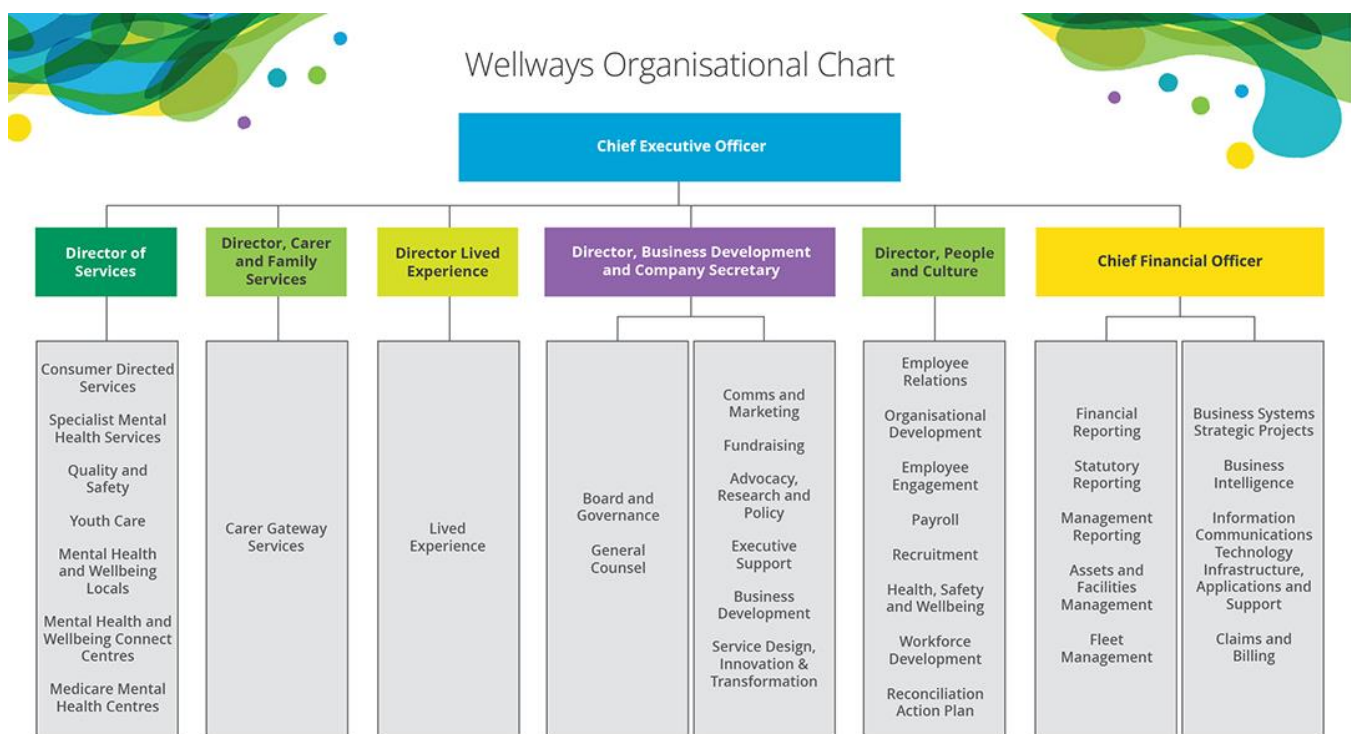 Wellways Organisational Chart
Chief Executive Officer
Director of
Services
Director, Carer
and Family
Services
Director Lived
Experience
Director, Business Development
and Company Secretary
Director, People
and Culture
Chief Financial Officer
Consumer Directed
Services
Specialist Mental
Health Services
Quality and
Safety
Youth Care
Mental Health
and Wellbeing
Locals
Mental Health and
Wellbeing Connect
Centres
Medicare Mental
Health Centres
Carer Gateway
Services
Lived
Experience
Board and
Governance
General
Counsel
Comms and
Marketing
Fundraising
Advocacy,
Research and
Policy
Executive
Support
Business
Development
Service Design,
Innovation &
Transformation
Employee
Relations
Organisational
Development
Employee
Engagement
Payroll
Recruitment
Health, Safety
and Wellbeing
Workforce
Development
Reconciliation
Action Plan
Financial
Reporting
Statutory
Reporting
Management
Reporting
Assets and
Facilities
Management
Fleet
Management
Business Systems
Strategic Projects
Business
Intelligence
Information
Communications
Technology
Infrastructure,
Applications and
Support
Claims and
Billing